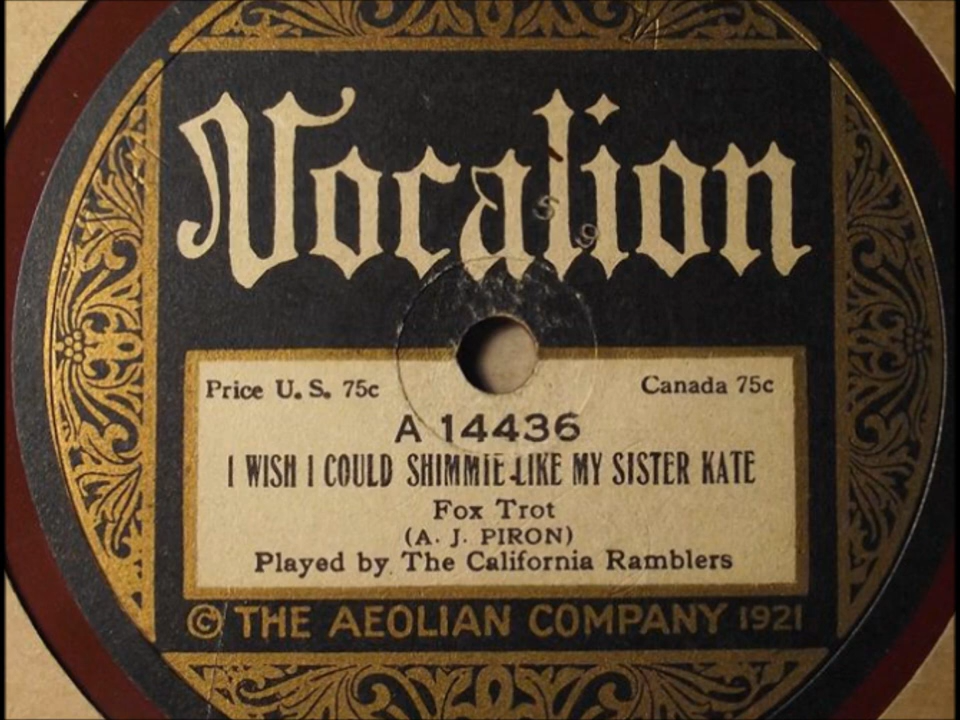 Vocalion
S
9
Price U. S. 75c Canada 75c
A 14436
I WISH I COULD SHIMMIE LIKE MY SISTER KATE
Fox Trot
(A. J. PIRON)
Played by The California Ramblers
© THE AEOLIAN COMPANY 1921